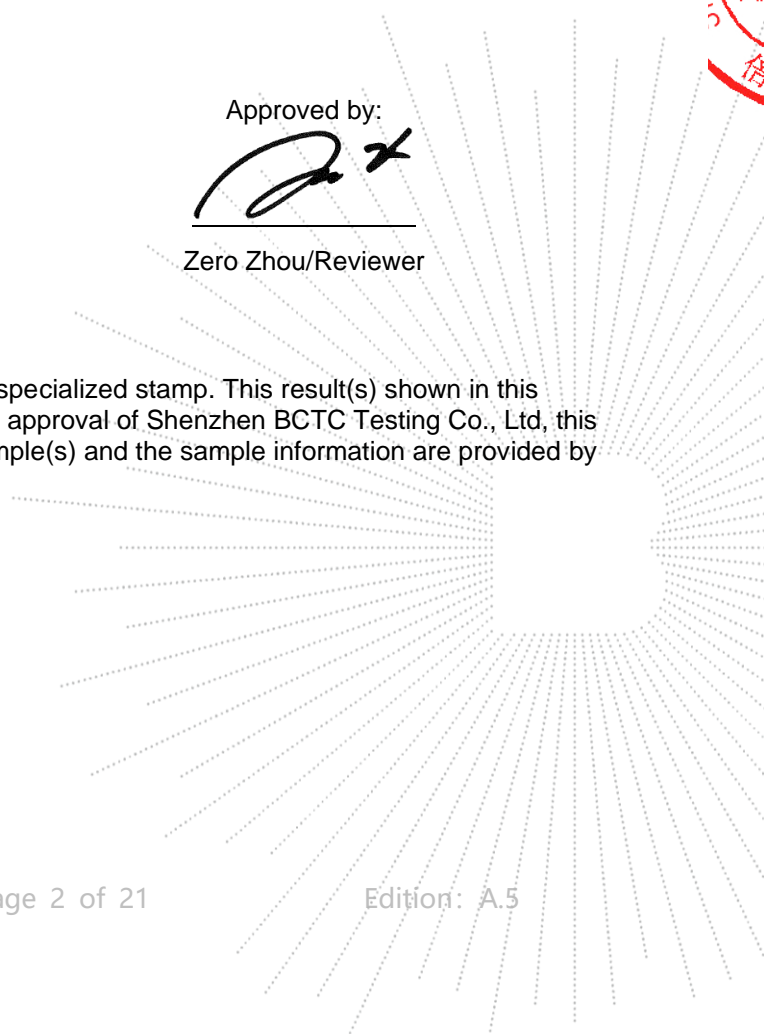 Approved by:
Zero Zhou/Reviewer
specialized stamp. This result(s) shown in this
approval of Shenzhen BCTC Testing Co., Ltd, this
mple(s) and the sample information are provided by
ge 2 of 21 Edition: A.5